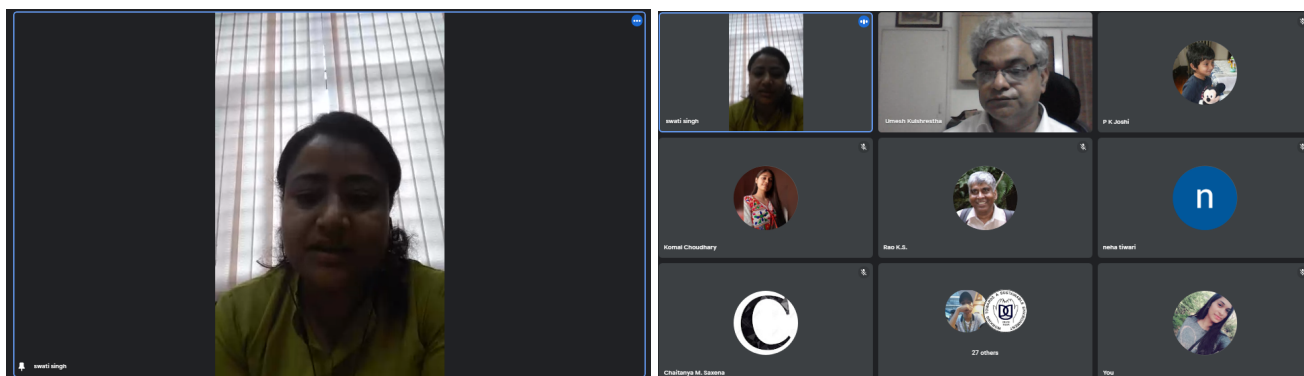 swati singh
swati singh
Umesh Kulshrestha
P K Joshi
Komal Choudhary
Rao K.S.
n
neha tiwari
C
Chaitanya M. Saxena
27 others
You